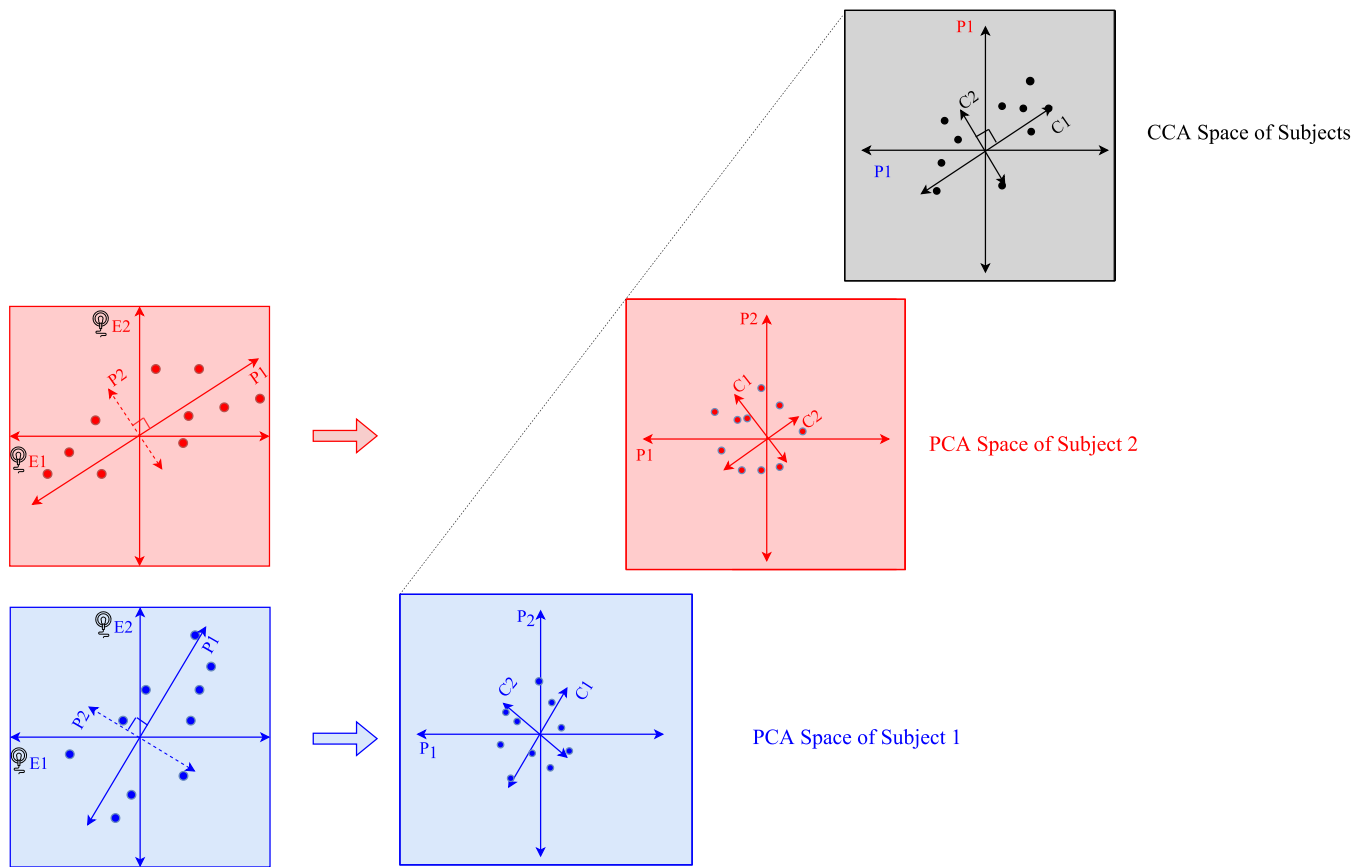 P1
C2
C1
P1
CCA Space of Subjects
E2
P2
P1
E1
P2
C1
C2
P1
PCA Space of Subject 2
E2
P1
P2
E1
P2
C2
C1
P1
PCA Space of Subject 1